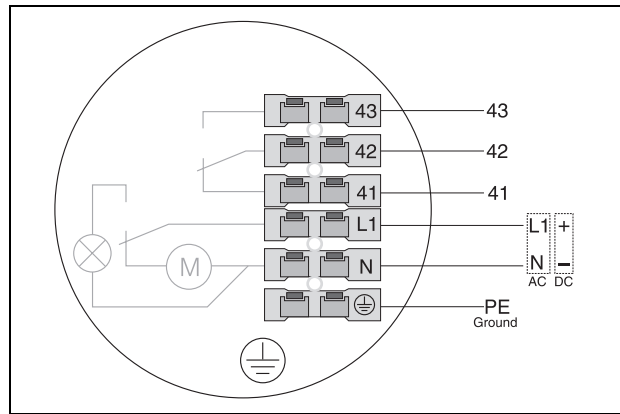 43 43
42 42
41 41
L1 L1 +
M N N –
AC DC
PE
Ground